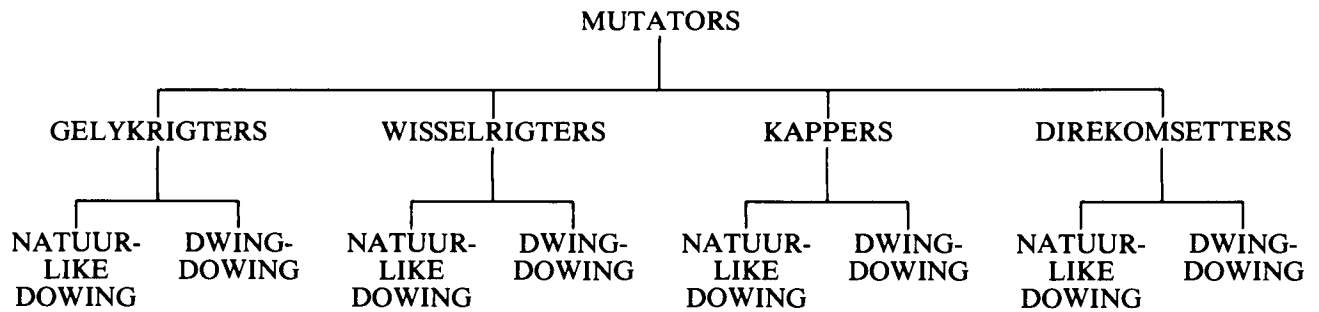 MUTATORS
GELYKRIGTERS WISSELRIGTERS KAPPERS DIREKOMSETTERS
NATUUR- DWING- NATUUR- DWING- NATUUR- DWING- NATUUR- DWING-
LIKE DOWING LIKE DOWING LIKE DOWING LIKE DOWING
DOWING DOWING DOWING DOWING